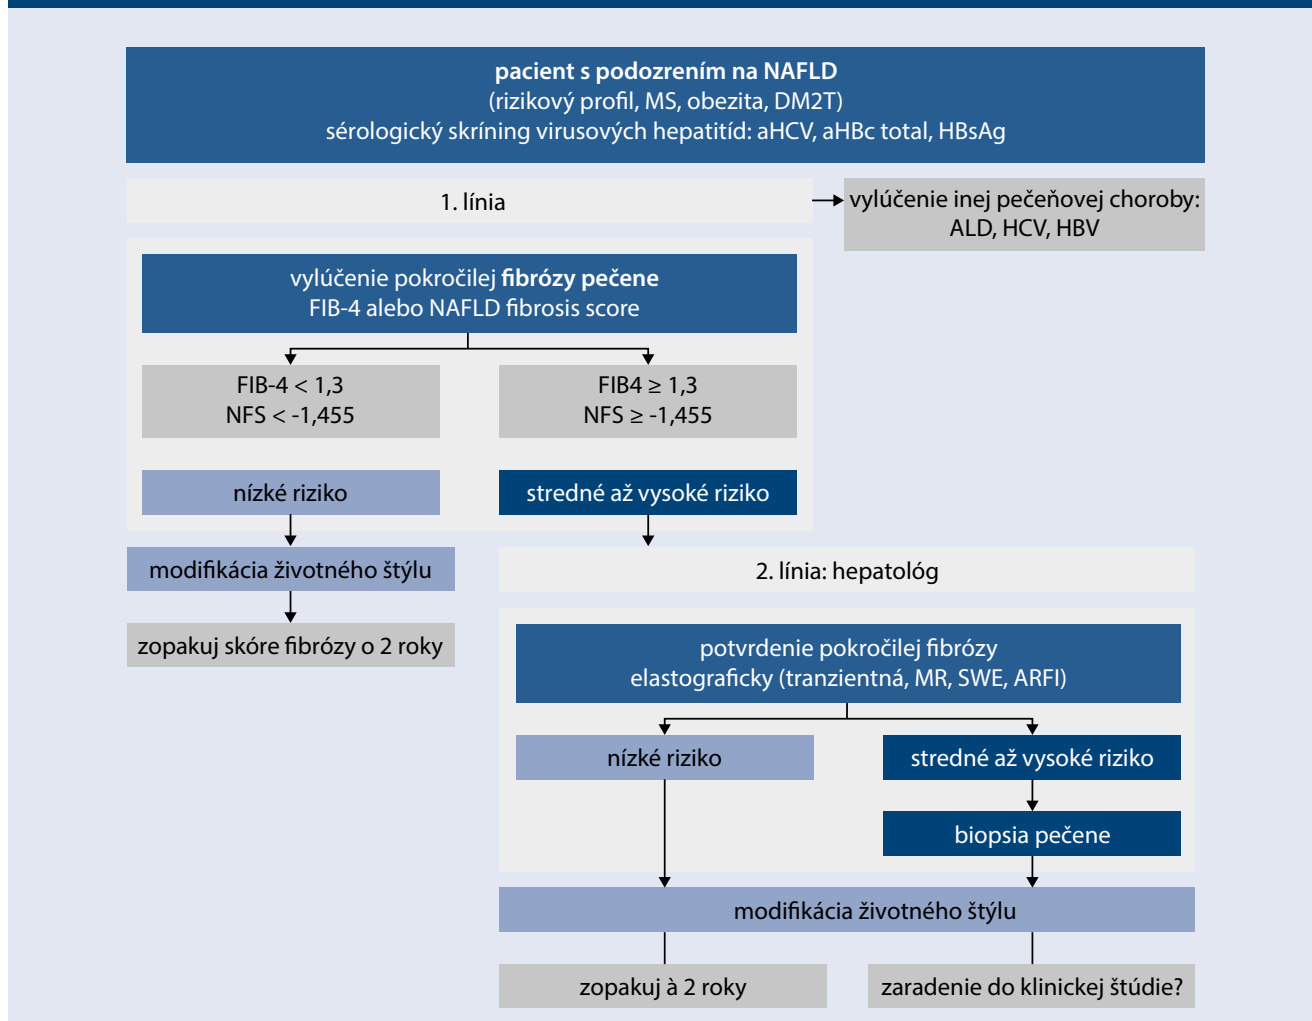 pacient s podozrením na NAFLD
(rizikový profil, MS, obezita, DM2T)
sérologický skríning virusových hepatitíd: aHCV, aHBc total, HBsAg
1. línia
vylúčenie inej pečeňovej choroby:
ALD, HCV, HBV
vylúčenie pokročilej fibrózy pečene
FIB-4 alebo NAFLD fibrosis score
FIB-4 < 1,3
NFS < -1,455
FIB4 ≥ 1,3
NFS ≥ -1,455
nízké riziko
stredné až vysoké riziko
modifikácia životného štýlu
2. línia: hepatológ
zopakuj skóre fibrózy o 2 roky
potvrdenie pokročilej fibrózy
elastograficky (tranzientná, MR, SWE, ARFI)
nízké riziko
stredné až vysoké riziko
biopsia pečene
modifikácia životného štýlu
zopakuj à 2 roky
zaradenie do klinickej štúdie?